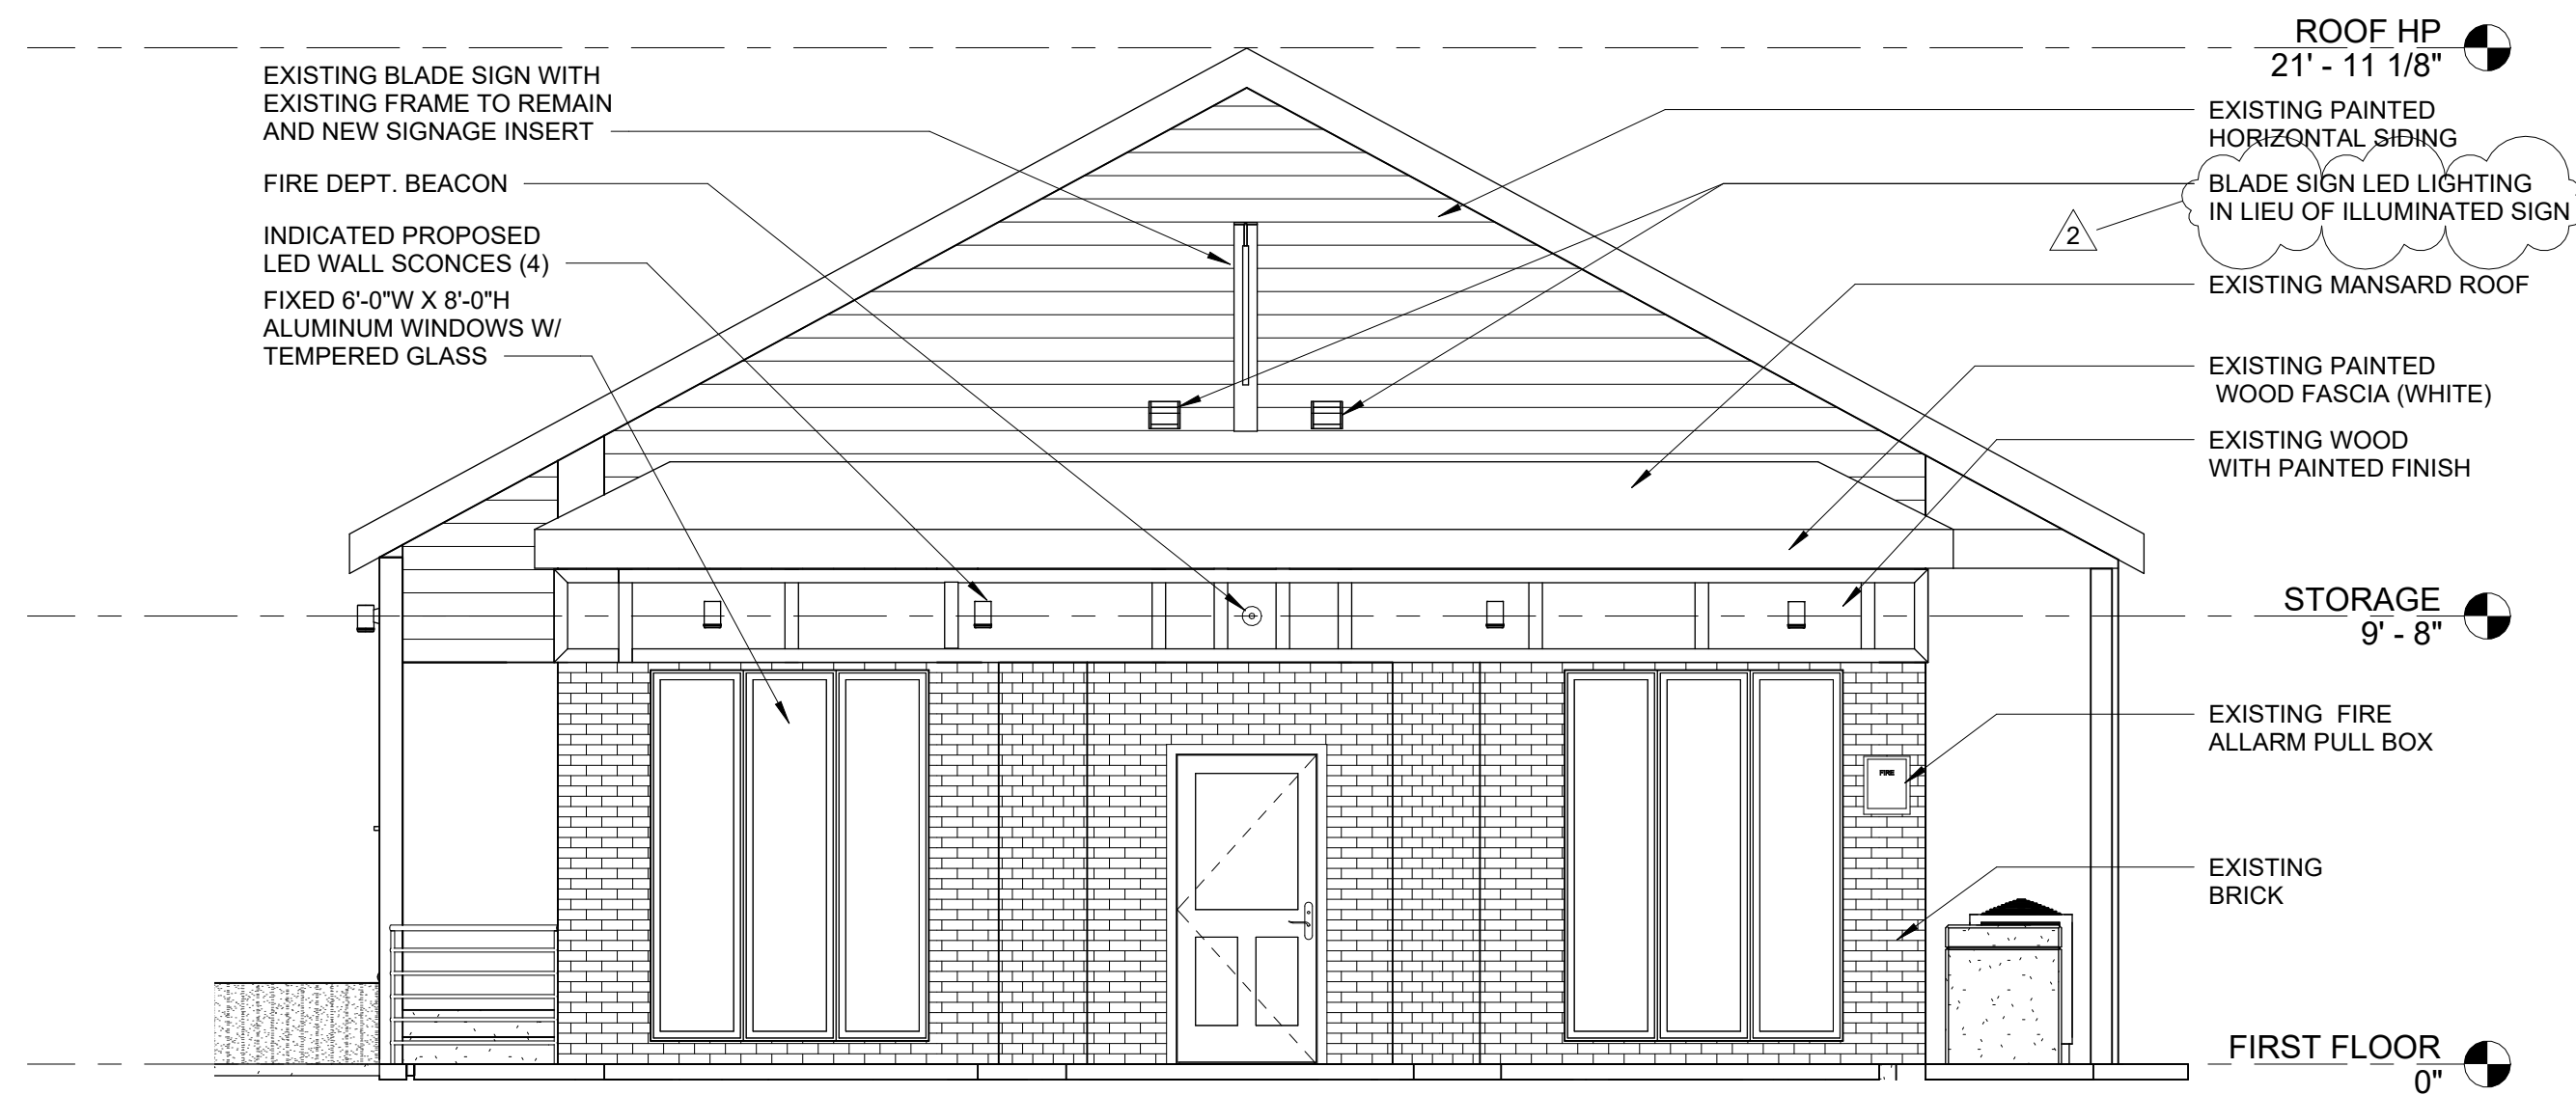 ROOF HP
21' - 11 1/8"
EXISTING BLADE SIGN WITH
EXISTING FRAME TO REMAIN
AND NEW SIGNAGE INSERT
FIRE DEPT. BEACON
INDICATED PROPOSED
LED WALL SCONCES (4)
FIXED 6'-0"W X 8'-0"H
ALUMINUM WINDOWS W/
TEMPERED GLASS
EXISTING PAINTED
HORIZONTAL SIDING
BLADE SIGN LED LIGHTING
IN LIEU OF ILLUMINATED SIGN
2
EXISTING MANSARD ROOF
EXISTING PAINTED
WOOD FASCIA (WHITE)
EXISTING WOOD
WITH PAINTED FINISH
STORAGE
9' - 8"
EXISTING FIRE
ALLARM PULL BOX
FIRE
EXISTING
BRICK
FIRST FLOOR
0"